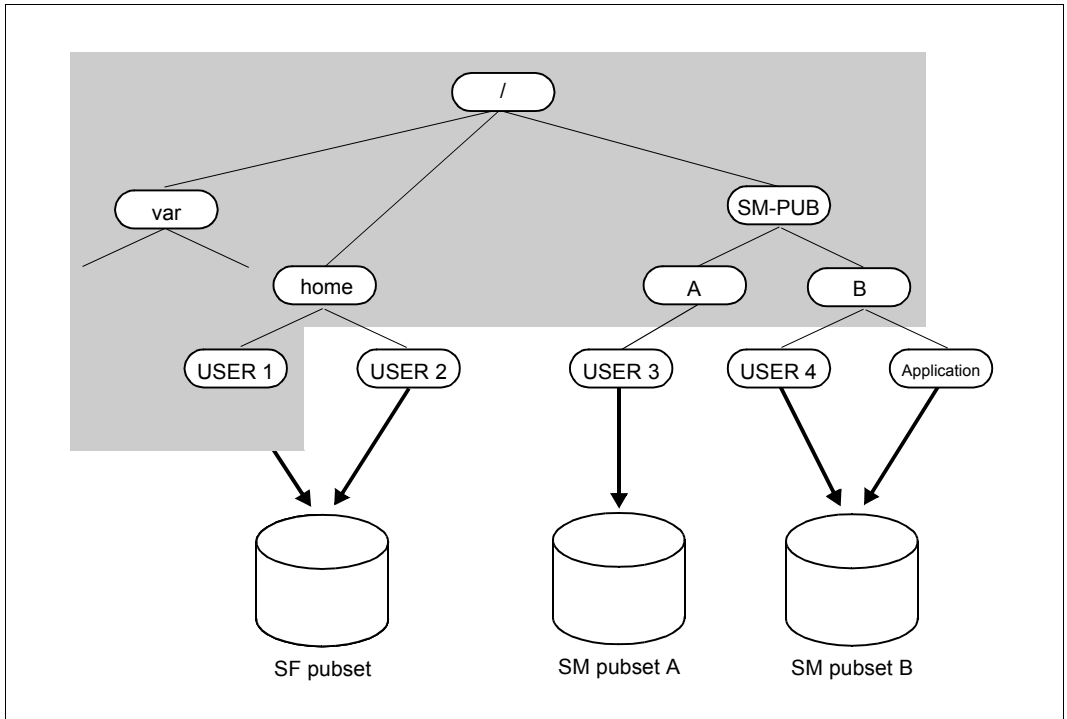 /
var
SM-PUB
home
A
B
USER 1
USER 2
USER 3
USER 4
Application
SF pubset
SM pubset A
SM pubset B